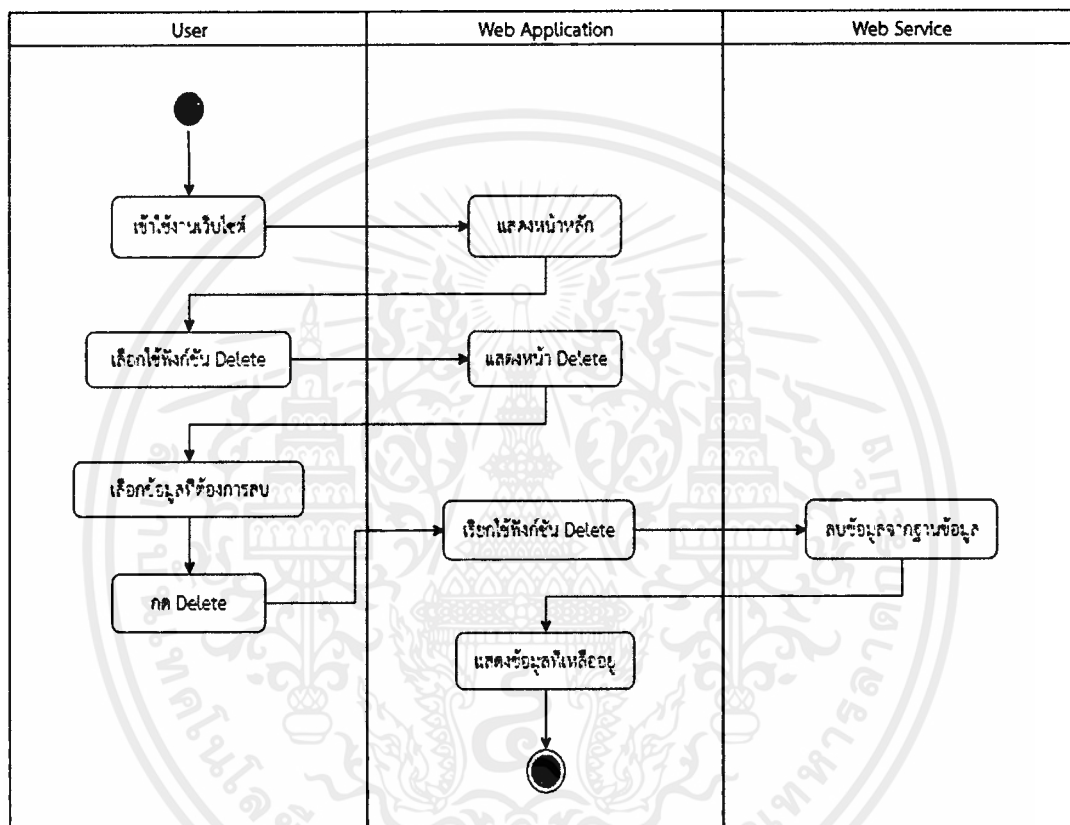 User
Web Application
Web Service
เข้าใช้งานเว็บไซต์
แสดงหน้าหลัก
เลือกใช้ฟังก์ชัน Delete
แสดงหน้า Delete
เลือกข้อมูลที่ต้องการลบ
เรียกใช้ฟังก์ชัน Delete
ลบข้อมูลจากฐานข้อมูล
กด Delete
แสดงข้อมูลที่เหลืออยู่